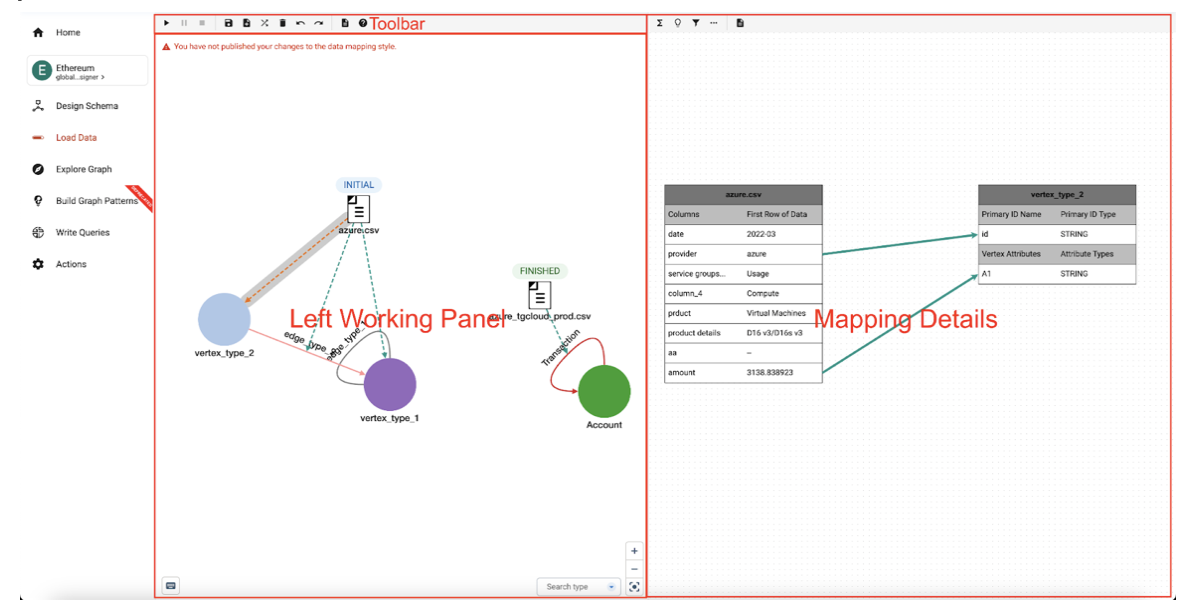 Toolbar
Home
E
Ethereum
global...signer >
Design Schema
Load Data
Explore Graph
Build Graph Patterns
Write Queries
Actions
You have not published your changes to the data mapping style.
INITIAL
azure.csv
FINISHED
azure_tgcloud_prod.csv
Left Working Panel
vertex_type_2
edge_type_
edge_type_1
Transaction
vertex_type_1
Account
Search type
Mapping Details
azure.csv
Columns First Row of Data
date 2022-03
provider azure
service groups... Usage
column_4 Compute
prduct Virtual Machines
product details D16 v3/D16s v3
aa –
amount 3138.838923
vertex_type_2
Primary ID Name Primary ID Type
id STRING
Vertex Attributes Attribute Types
A1 STRING